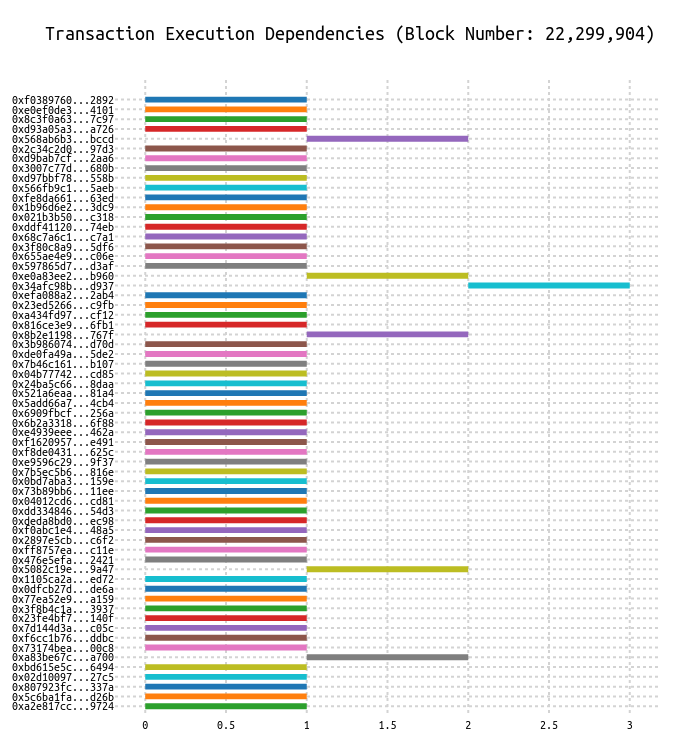 Transaction Execution Dependencies (Block Number: 22,299,904)
0xf0389760...2892
0xe0ef0de3...4101
0x8c3f0a63...7c97
0xd93a05a3...a726
0x568ab6b3...bccd
0x2c34c2d0...97d3
0xd9bab7cf...2aa6
0x3007c77d...680b
0xd97bbf78...558b
0x566fb9c1...5aeb
0xfe8da661...63ed
0x1b96d6e2...3dc9
0x021b3b50...c318
0xddf41120...74eb
0x68c7a6c1...c7a1
0x3f80c8a9...5df6
0x655ae4e9...c06e
0x597865d7...d3af
0xe0a83ee2...b960
0x34afc98b...d937
0xefa088a2...2ab4
0x23ed5266...c9fb
0xa434fd97...cf12
0x816ce3e9...6fb1
0x0b2e1198...767f
0x3b986074...d70d
0xde0fa49a...5de2
0x7b46c161...b107
0x04b77742...cd85
0x24ba5c66...8daa
0x521a6eaa...81a4
0x5add66a7...4cb4
0x6909fbcf...256a
0x6b2a3318...6f88
0xe4939eee...462a
0xf1620957...e491
0xf8de0431...625c
0xe9596c29...9f37
0x7b5ec5b6...816e
0x0bd7aba3...159e
0x73b89bb6...11ee
0x04012cd6...cd81
0xdd334846...54d3
0xdeda8bd0...ec98
0xf0abc1e4...48a5
0x2897e5cb...c6f2
0xff8757ea...c11e
0x476e5efa...2421
0x5082c19e...9a47
0x1105ca2a...ed72
0x0dfcb27d...de6a
0x77ea52e9...a159
0x3f8b4c1a...3937
0x23fe4bf7...140f
0x7d144d3a...c05c
0xf6cc1b76...ddbc
0x73174bea...00c8
0xa83be67c...a700
0xbd615e5c...6494
0x02d10097...27c5
0x807923fc...337a
0x5c6ba1fa...d26b
0xa2e817cc...9724
0 0.5 1 1.5 2 2.5 3